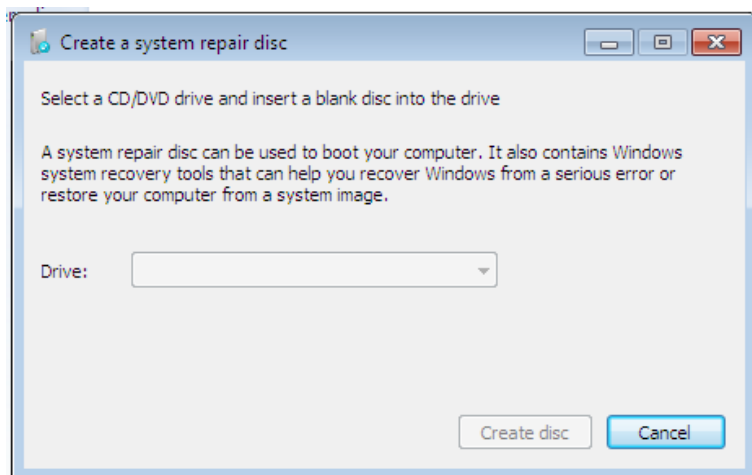 Create a system repair disc
Select a CD/DVD drive and insert a blank disc into the drive
A system repair disc can be used to boot your computer. It also contains Windows
system recovery tools that can help you recover Windows from a serious error or
restore your computer from a system image.
Drive:
Create disc Cancel